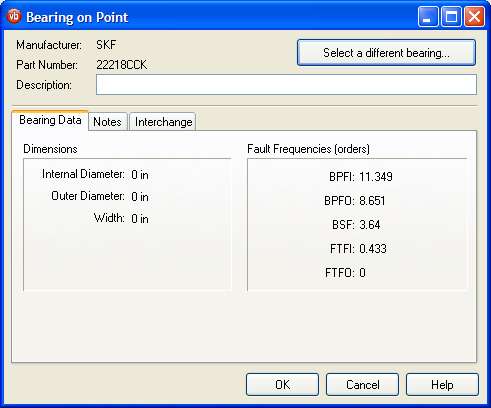 vb Bearing on Point
Manufacturer: SKF
Select a different bearing...
Part Number: 22218CCK
Description:
Bearing Data Notes Interchange
Dimensions
Internal Diameter: 0 in
Outer Diameter: 0 in
Width: 0 in
Fault Frequencies (orders)
BPFI: 11.349
BPFO: 8.651
BSF: 3.64
FTFI: 0.433
FTFO: 0
OK Cancel Help